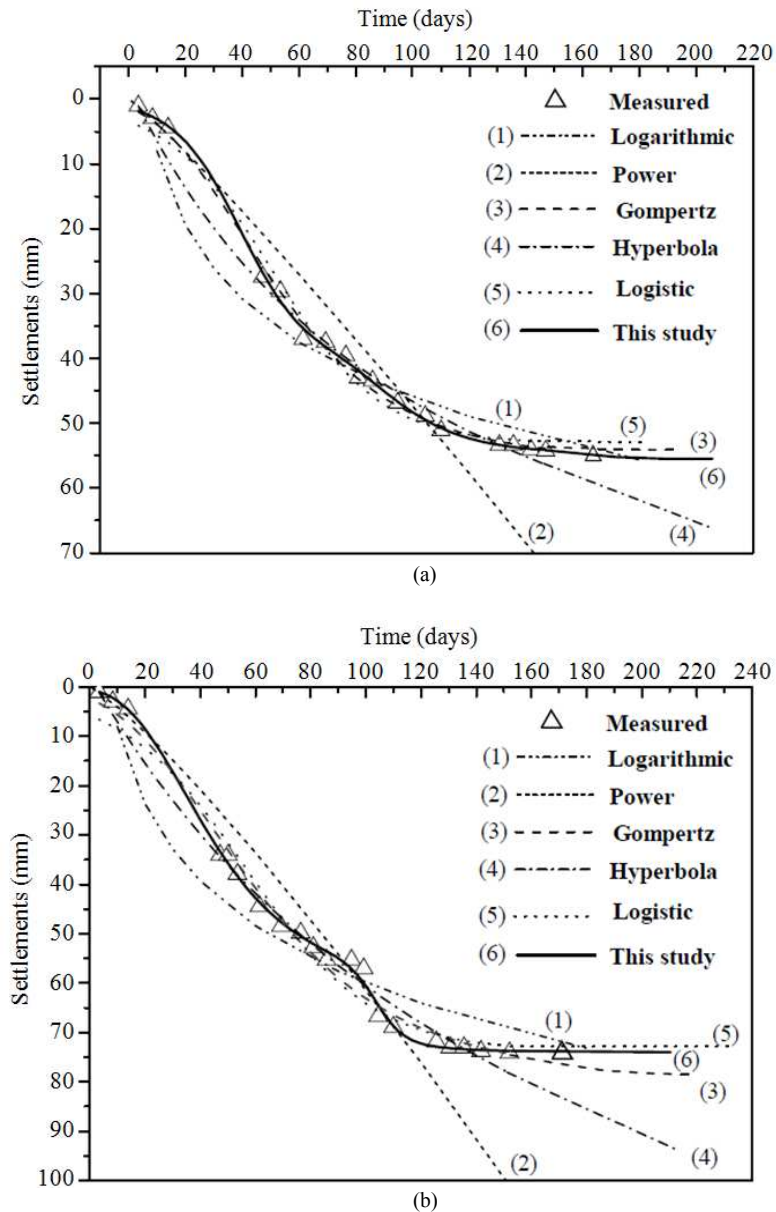 Time (days)
0 20 40 60 80 100 120 140 160 180 200 220
Settlements (mm)
0
10
20
30
40
50
60
70
Measured
(1) Logarithmic
(2) Power
(3) Gompertz
(4) Hyperbola
(5) Logistic
(6) This study
(1)
(5)
(3)
(6)
(4)
(2)
(a)
Time (days)
0 20 40 60 80 100 120 140 160 180 200 220 240
Settlements (mm)
0
10
20
30
40
50
60
70
80
90
100
Measured
(1) Logarithmic
(2) Power
(3) Gompertz
(4) Hyperbola
(5) Logistic
(6) This study
(1)
(5)
(6)
(3)
(4)
(2)
(b)